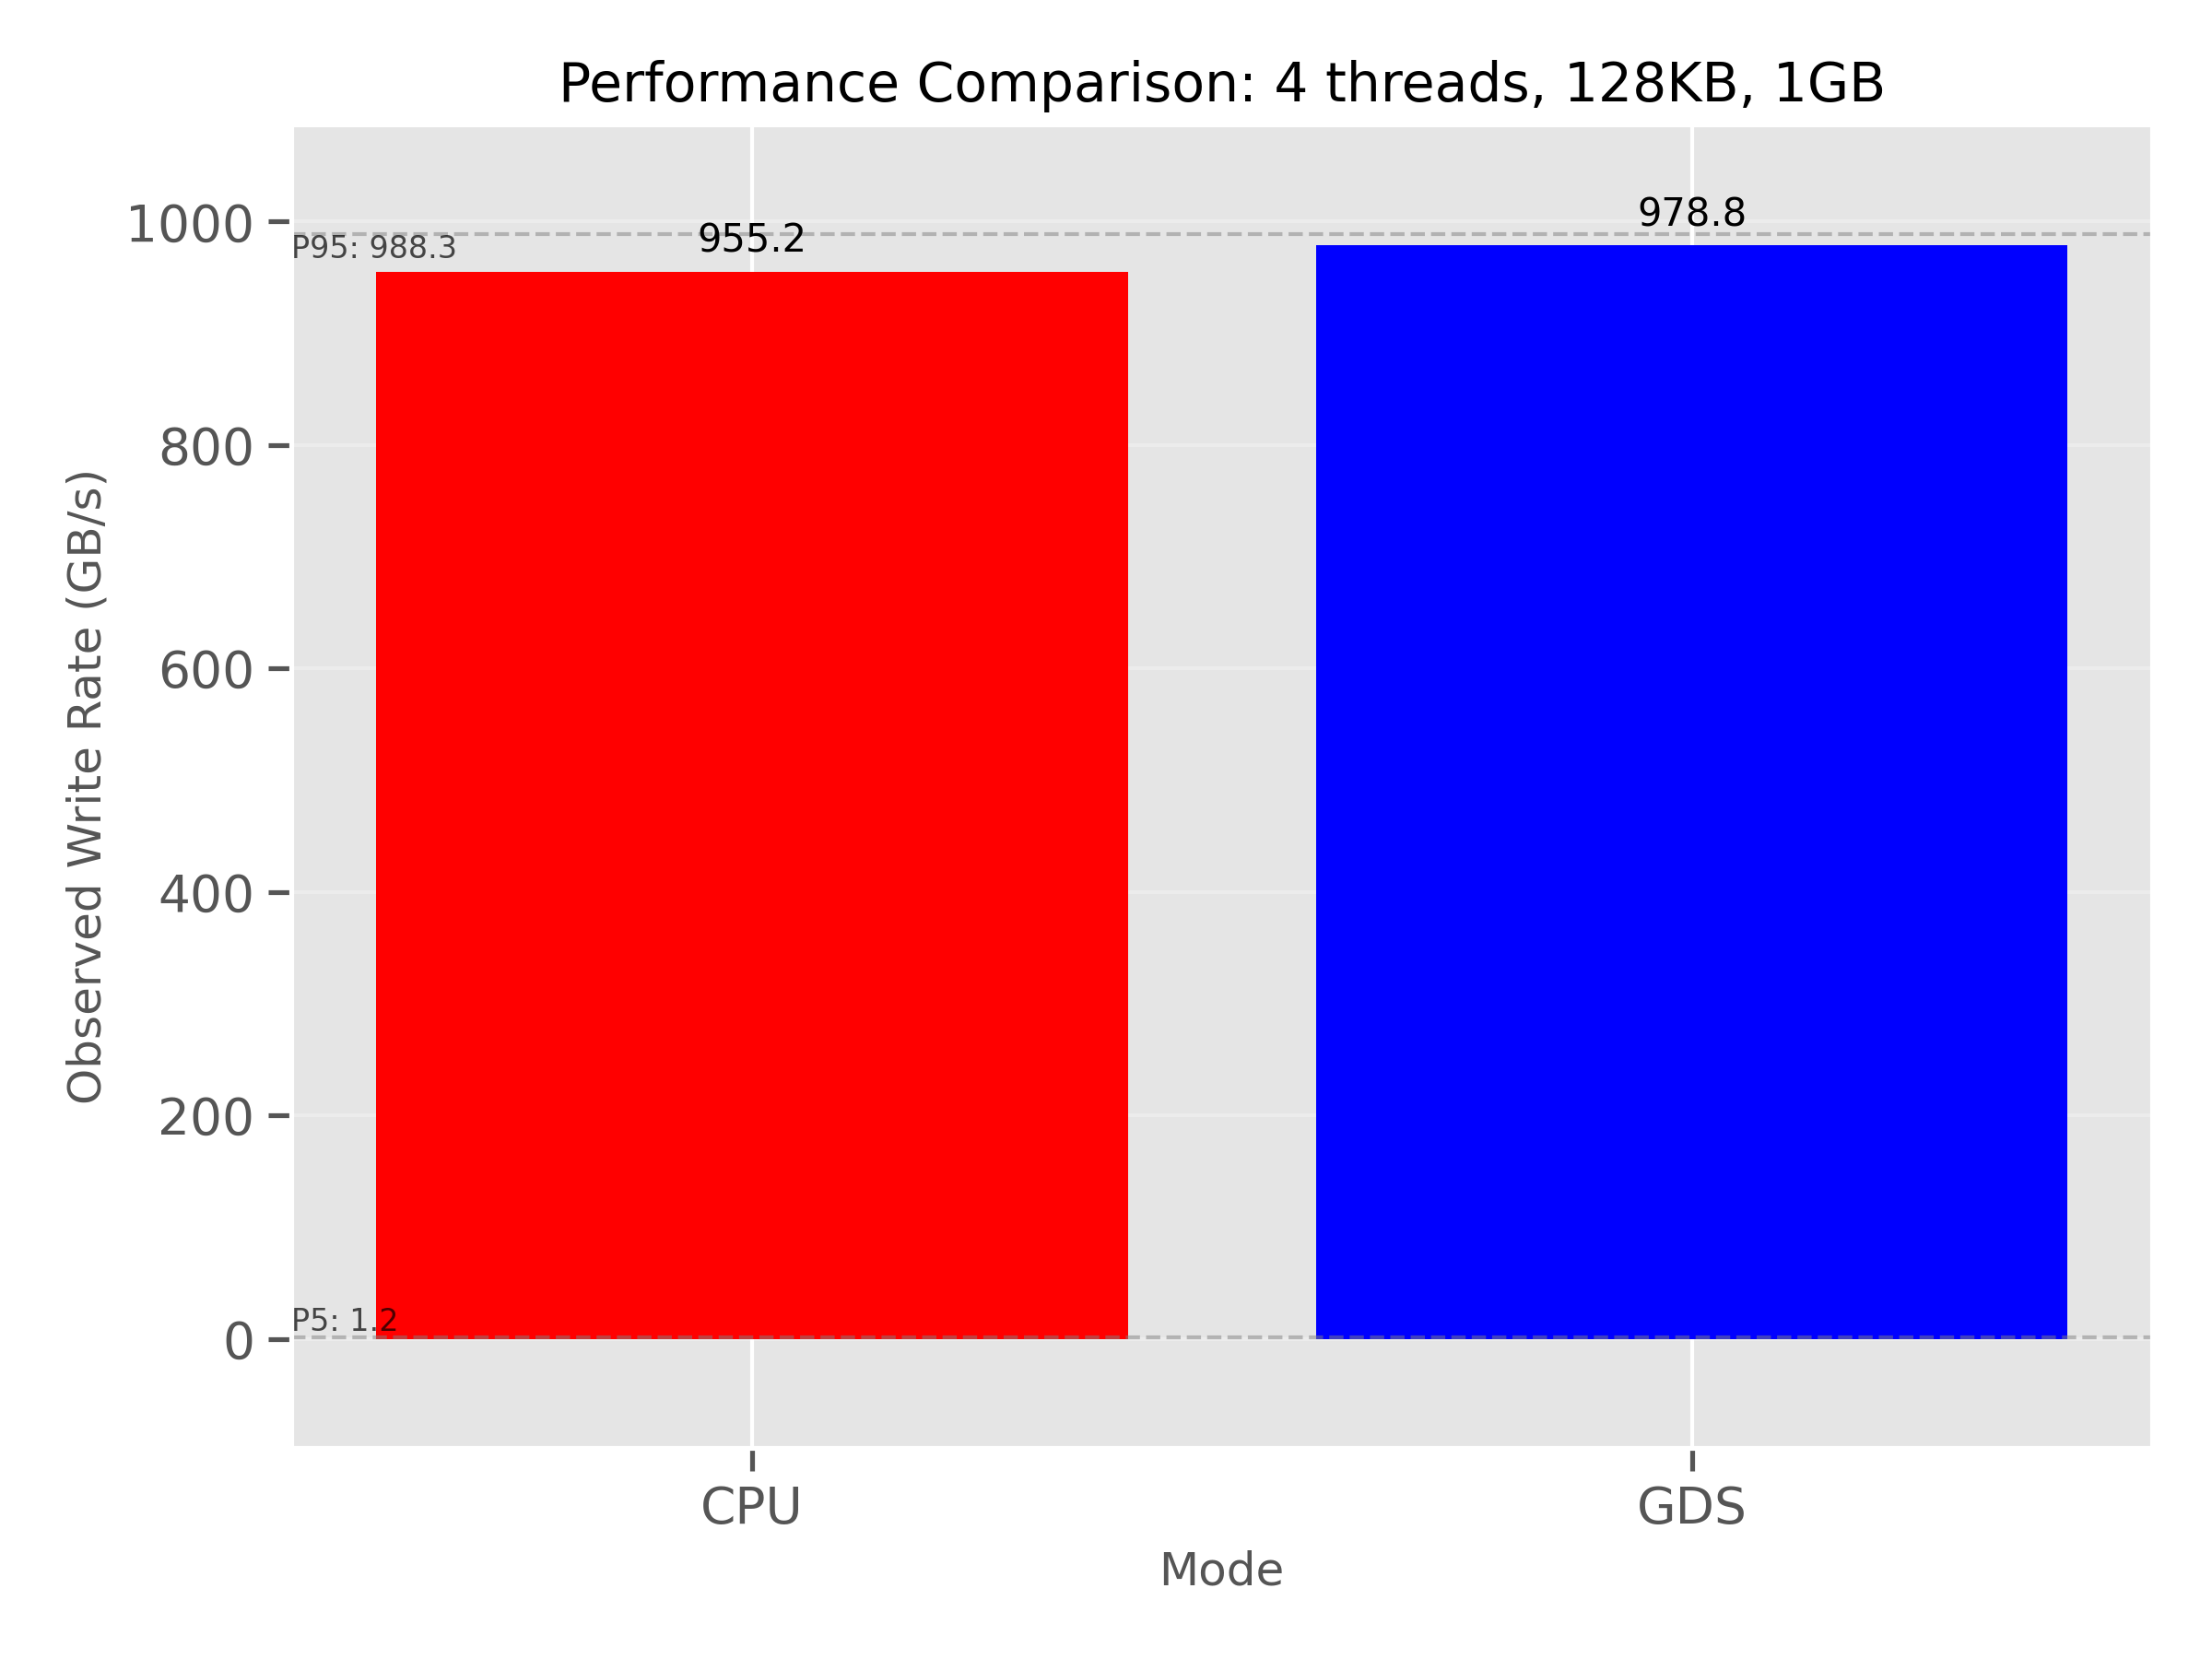 Performance Comparison: 4 threads, 128KB, 1GB
Observed Write Rate (GB/s)
1000
800
600
400
200
0
P95: 988.3
955.2
978.8
P5: 1.2
CPU
GDS
Mode